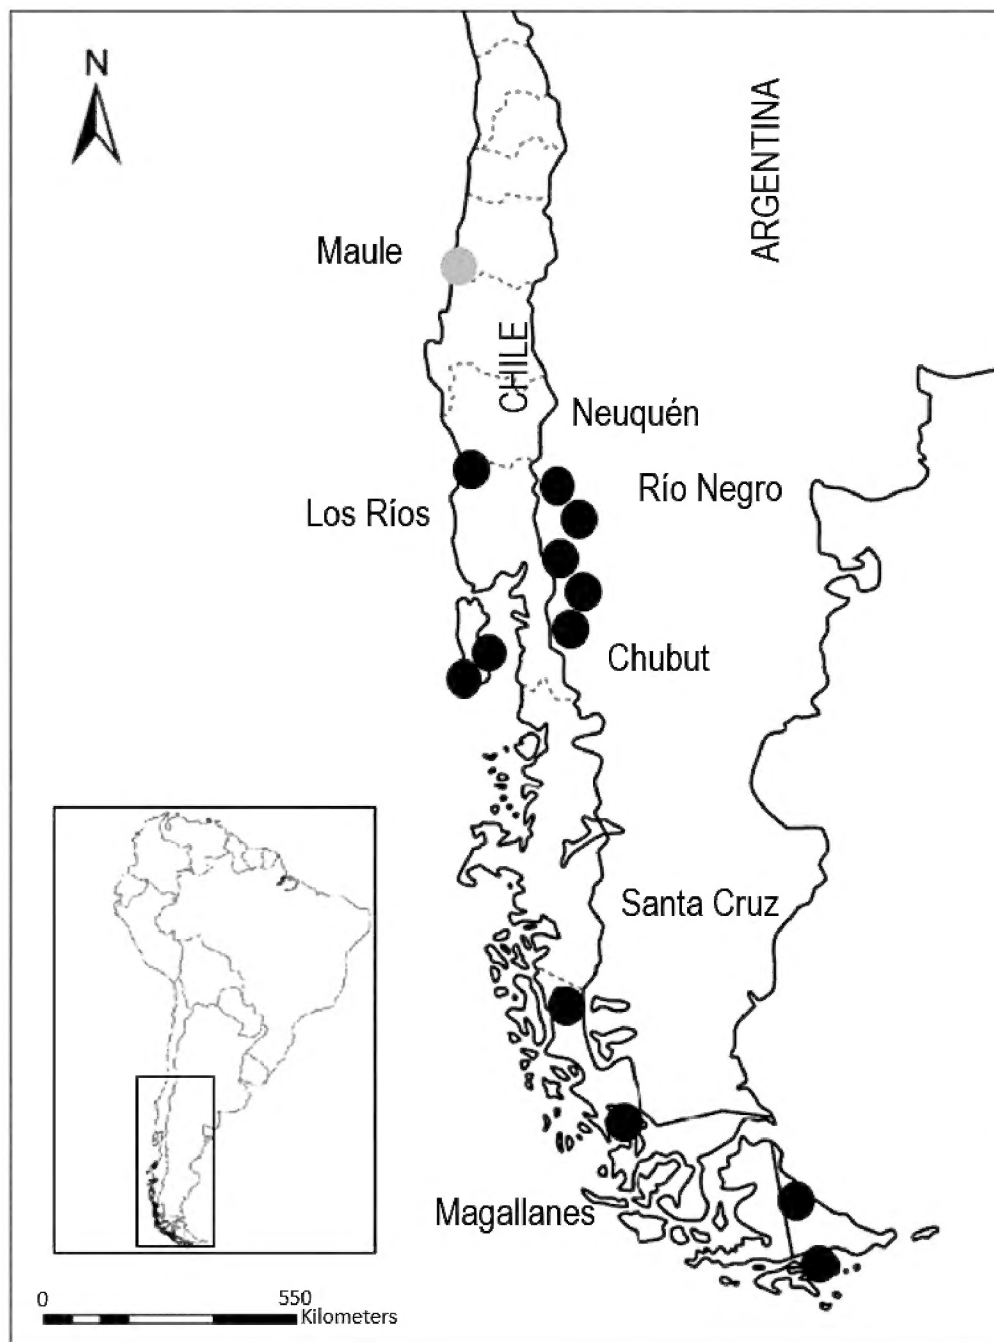 N
ARGENTINA
Maule
CHILE
Neuquén
Río Negro
Los Ríos
Chubut
Santa Cruz
Magallanes
0 550
Kilometers